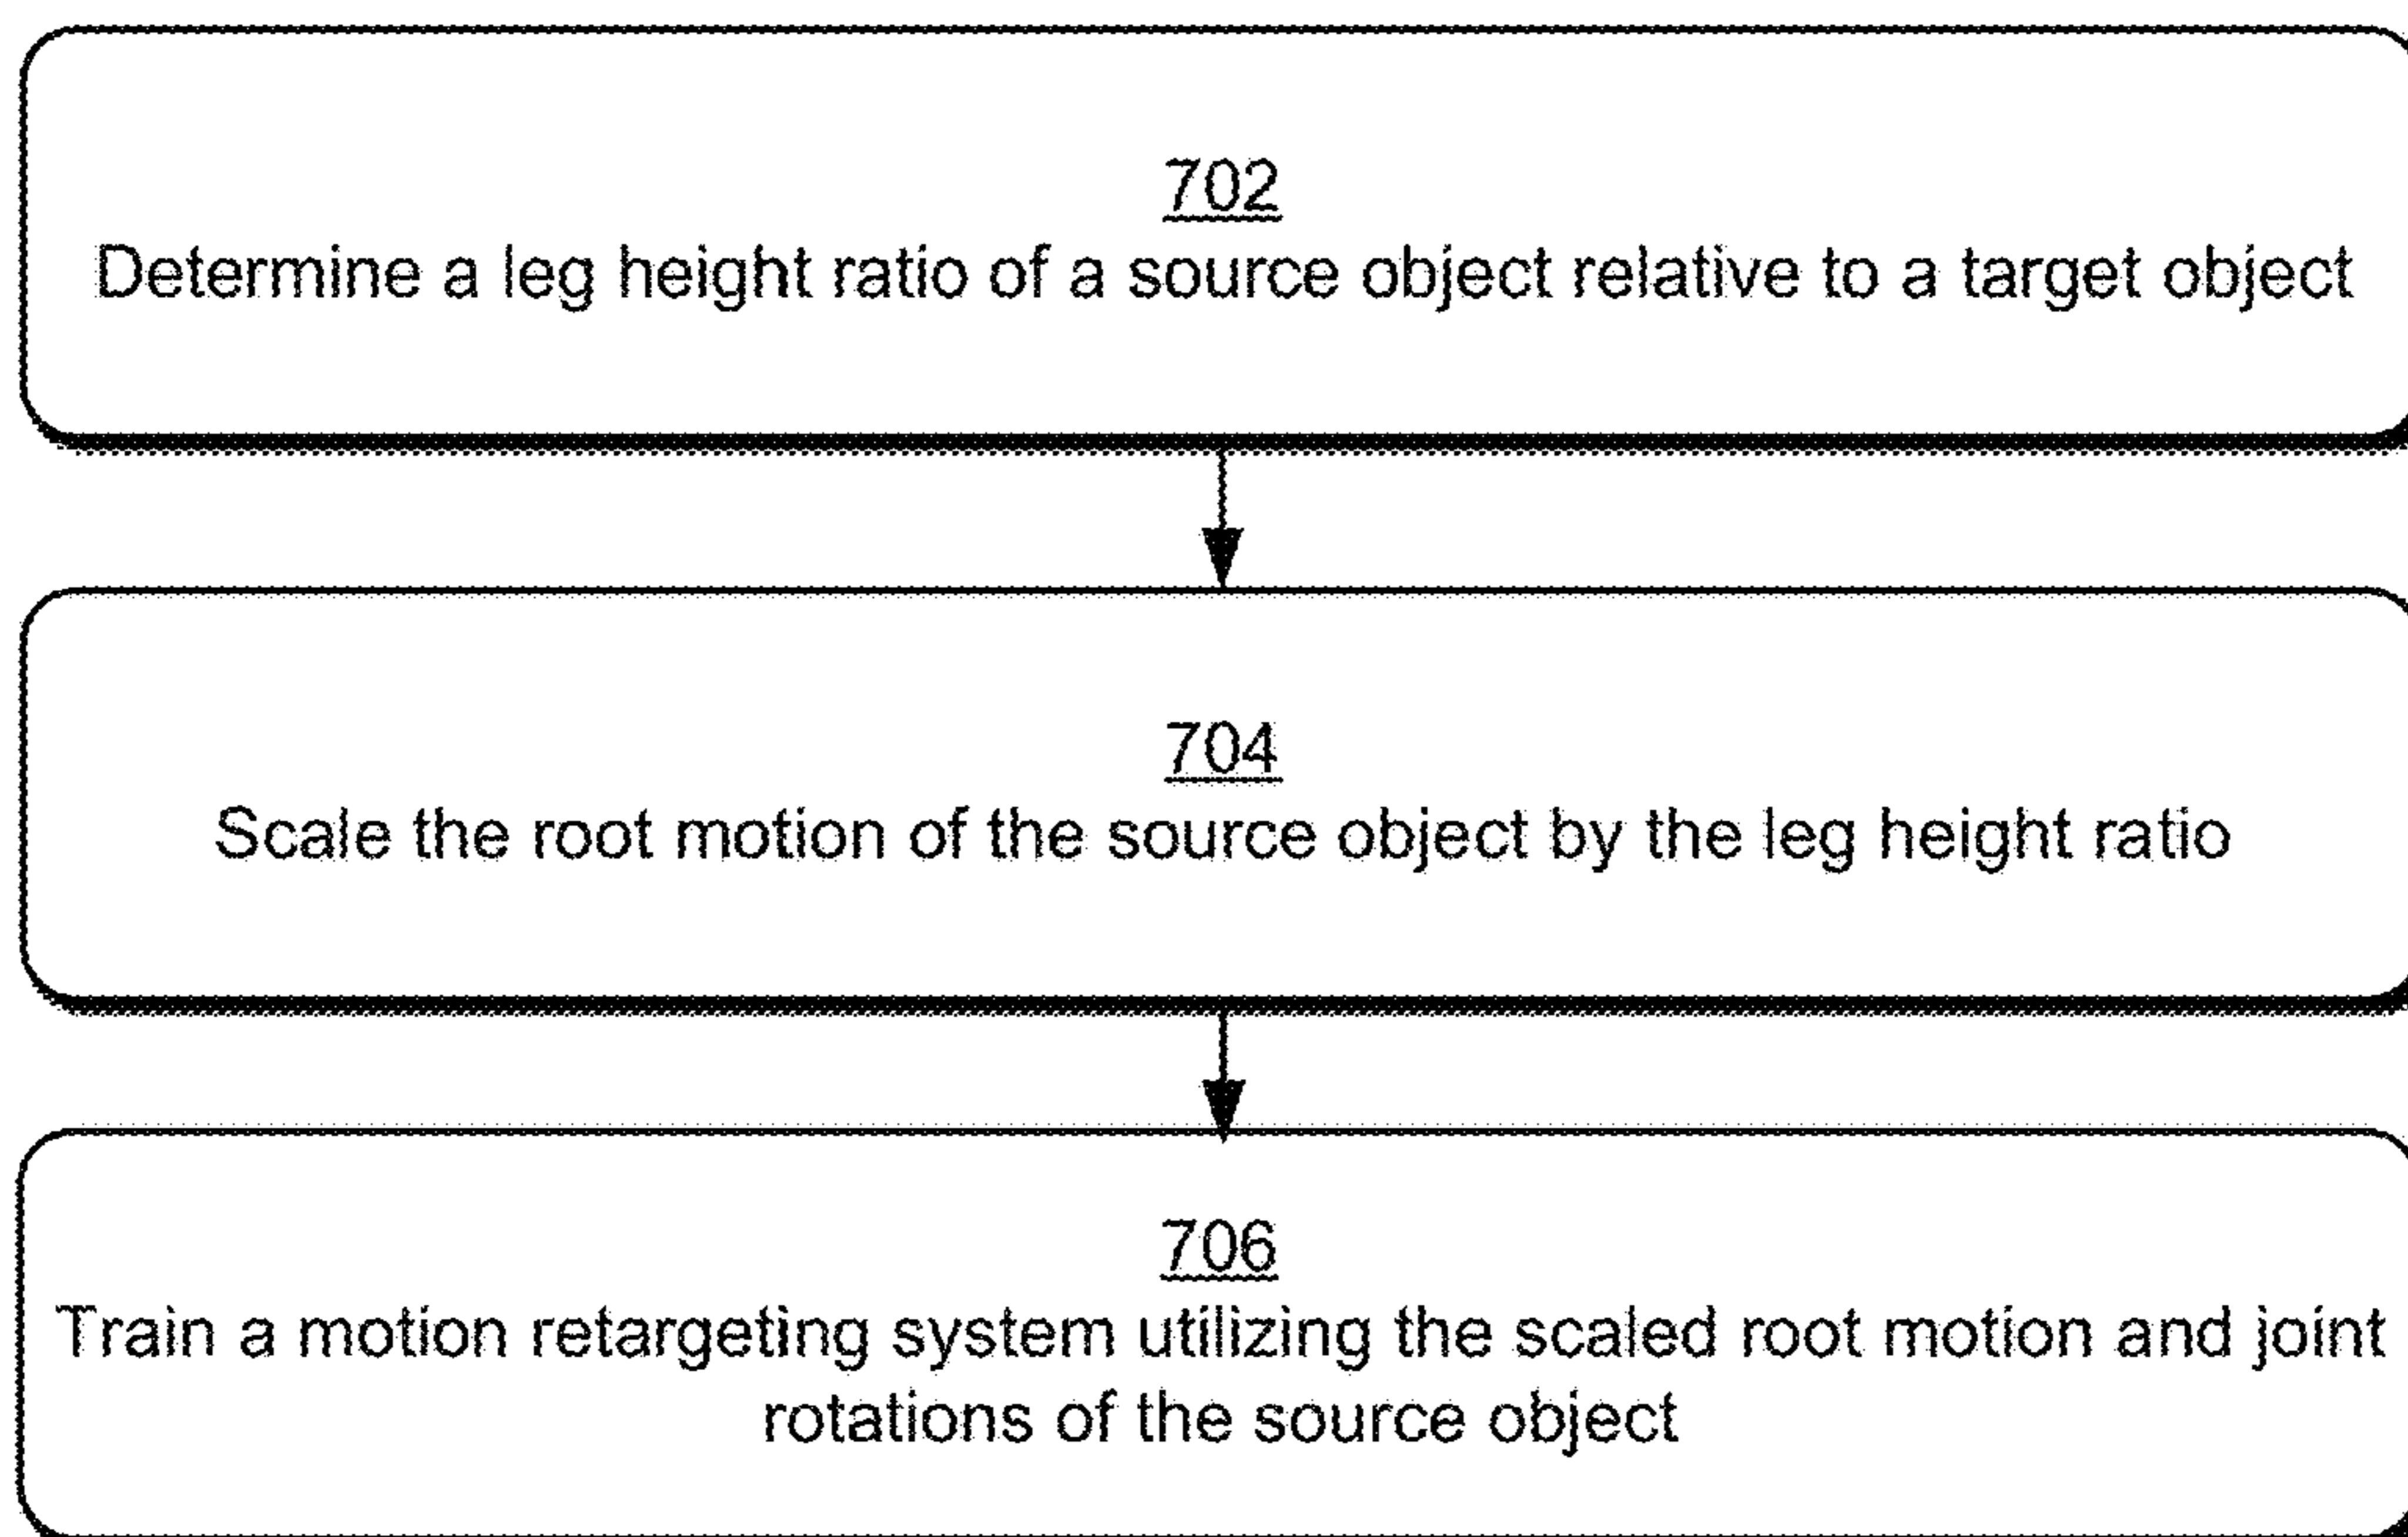 702
Determine a leg height ratio of a source object relative to a target object
704
Scale the root motion of the source object by the leg height ratio
706
Train a motion retargeting system utilizing the scaled root motion and joint
rotations of the source object